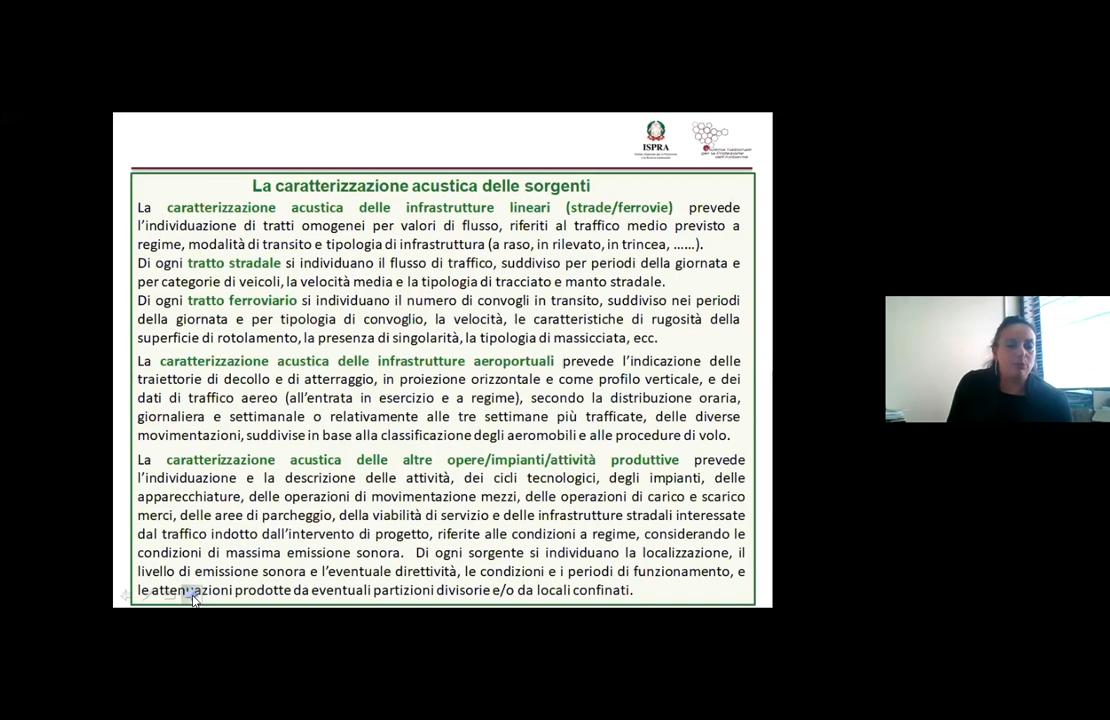 ISPRA
La caratterizzazione acustica delle sorgenti
La caratterizzazione acustica delle infrastrutture lineari (strade/ferrovie) prevede
l’individuazione di tratti omogenei per valori di flusso, riferiti al traffico medio previsto a
regime, modalità di transito e tipologia di infrastruttura (a raso, in rilevato, in trincea, ……).
Di ogni tratto stradale si individuano il flusso di traffico, suddiviso per periodi della giornata e
per categorie di veicoli, la velocità media e la tipologia di tracciato e manto stradale.
Di ogni tratto ferroviario si individuano il numero di convogli in transito, suddiviso nei periodi
della giornata e per tipologia di convoglio, la velocità, le caratteristiche di rugosità della
superficie di rotolamento, la presenza di singolarità, la tipologia di massicciata, ecc.
La caratterizzazione acustica delle infrastrutture aeroportuali prevede l’indicazione delle
traiettorie di decollo e di atterraggio, in proiezione orizzontale e come profilo verticale, e dei
dati di traffico aereo (all’entrata in esercizio e a regime), secondo la distribuzione oraria,
giornaliera e settimanale o relativamente alle tre settimane più trafficate, delle diverse
movimentazioni, suddivise in base alla classificazione degli aeromobili e alle procedure di volo.
La caratterizzazione acustica delle altre opere/impianti/attività produttive prevede
l’individuazione e la descrizione delle attività, dei cicli tecnologici, degli impianti, delle
apparecchiature, delle operazioni di movimentazione mezzi, delle operazioni di carico e scarico
merci, delle aree di parcheggio, della viabilità di servizio e delle infrastrutture stradali interessate
dal traffico indotto dall’intervento di progetto, riferite alle condizioni a regime, considerando le
condizioni di massima emissione sonora. Di ogni sorgente si individuano la localizzazione, il
livello di emissione sonora e l’eventuale direttività, le condizioni e i periodi di funzionamento, e
le attenuazioni prodotte da eventuali partizioni divisorie e/o da locali confinati.